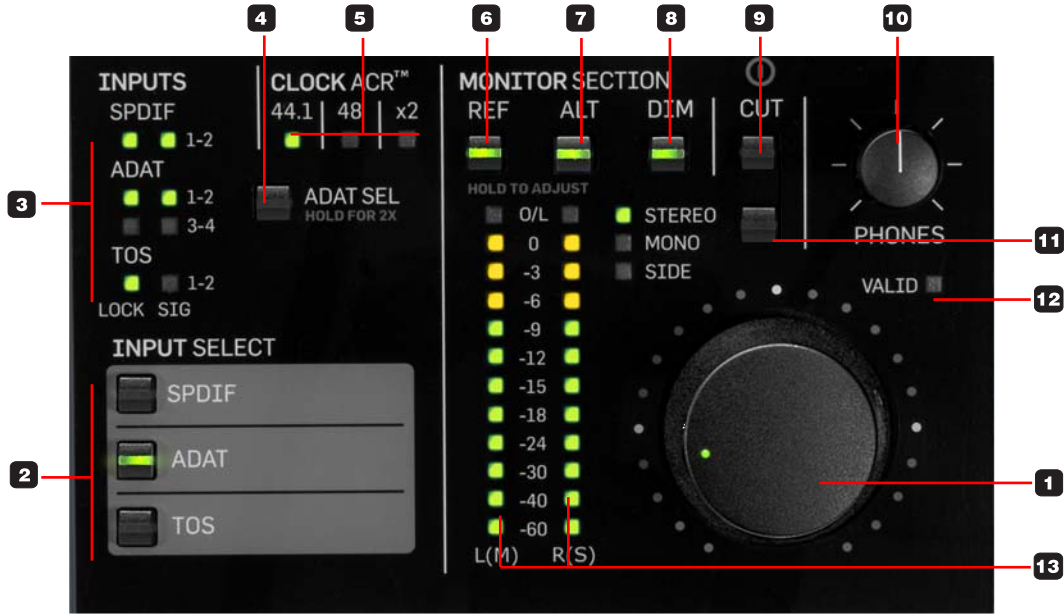 4
5
6
7
8
9
10
INPUTS
SPDIF
1-2
ADAT
1-2
3-4
TOS
1-2
LOCK SIG
3
CLOCK ACR™
44.1 48 x2
ADAT SEL
HOLD FOR 2X
MONITOR SECTION
REF ALT DIM CUT
HOLD TO ADJUST
O/L
0
-3
-6
-9
-12
-15
-18
-24
-30
-40
-60
L(M) R(S)
STEREO
MONO
SIDE
PHONES
11
VALID
12
INPUT SELECT
SPDIF
ADAT
TOS
2
1
13